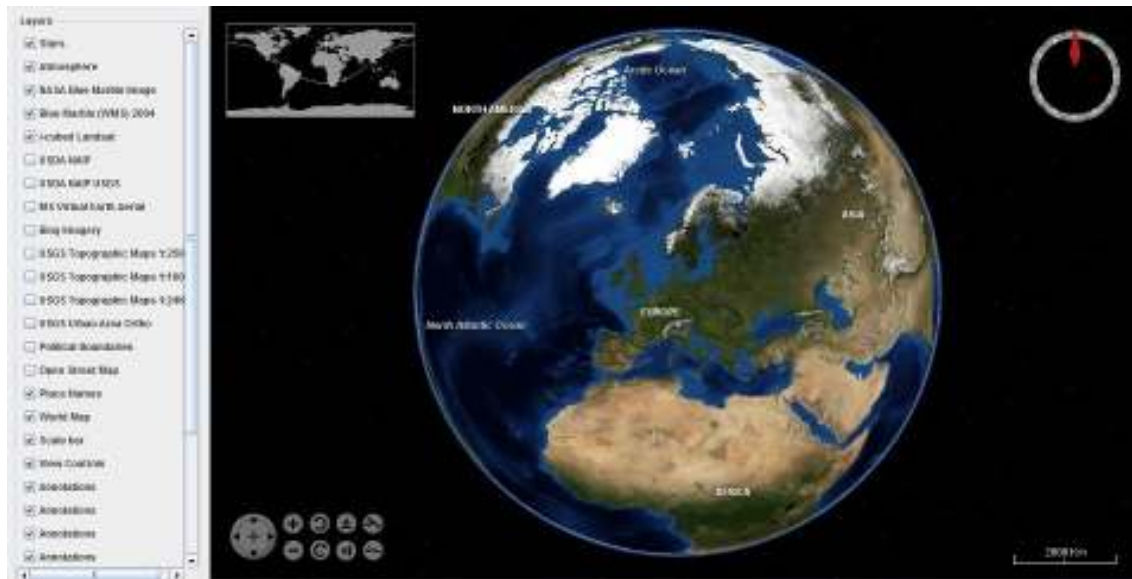 Layers
Stars
Atmosphere
NASA Blue Marble Image
Blue Marble (WMS) 2004
i-cubed Landsat
USDA NAIP
USDA NAIP USGS
MS Virtual Earth Aerial
Bing Imagery
USGS Topographic Maps 1:250
USGS Topographic Maps 1:100
USGS Topographic Maps 1:24K
USGS Urban Area Ortho
Political Boundaries
Open Street Map
Place Names
World Map
Scale bar
View Controls
Annotations
Annotations
Annotations
Annotations
Arctic Ocean
NORTH AMERICA
ASIA
EUROPE
North Atlantic Ocean
AFRICA
2000 Km